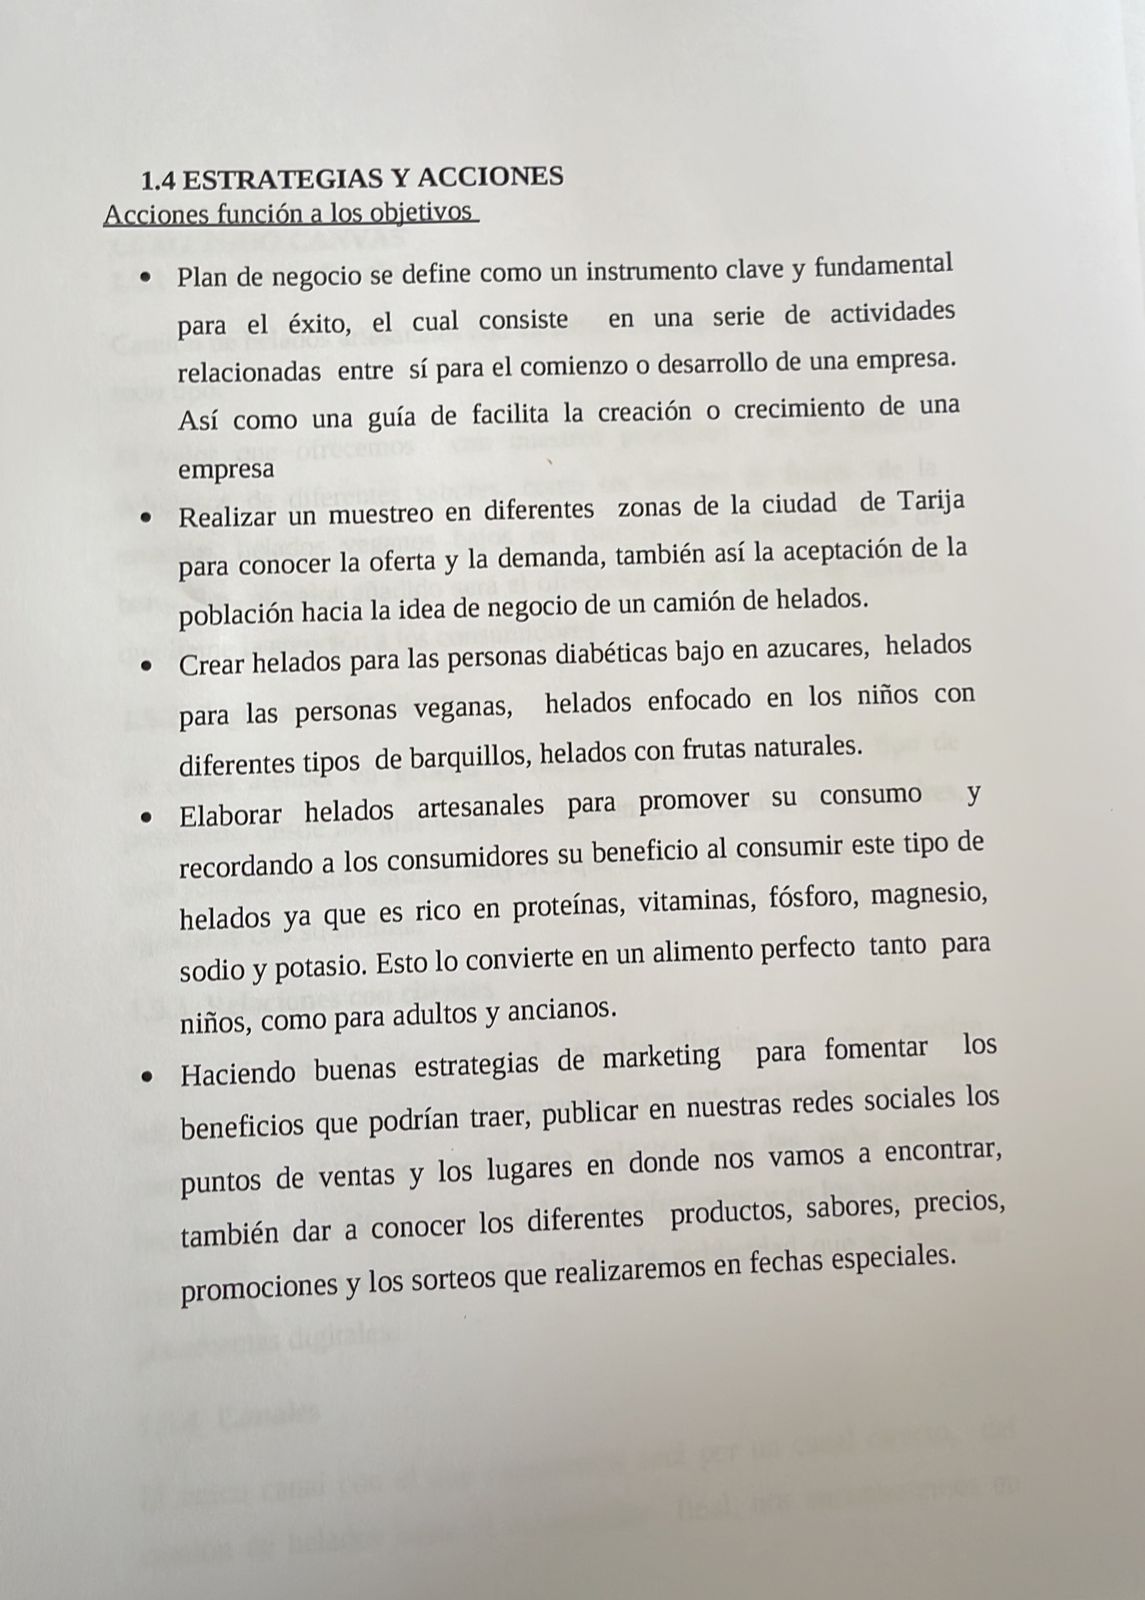 1.4 ESTRATEGIAS Y ACCIONES
Acciones función a los objetivos
• Plan de negocio se define como un instrumento clave y fundamental
para el éxito, el cual consiste en una serie de actividades
relacionadas entre sí para el comienzo o desarrollo de una empresa.
Así como una guía de facilita la creación o crecimiento de una
empresa
• Realizar un muestreo en diferentes zonas de la ciudad de Tarija
para conocer la oferta y la demanda, también así la aceptación de la
población hacia la idea de negocio de un camión de helados.
• Crear helados para las personas diabéticas bajo en azucares, helados
para las personas veganas, helados enfocado en los niños con
diferentes tipos de barquillos, helados con frutas naturales.
• Elaborar helados artesanales para promover su consumo y
recordando a los consumidores su beneficio al consumir este tipo de
helados ya que es rico en proteínas, vitaminas, fósforo, magnesio,
sodio y potasio. Esto lo convierte en un alimento perfecto tanto para
niños, como para adultos y ancianos.
• Haciendo buenas estrategias de marketing para fomentar los
beneficios que podrían traer, publicar en nuestras redes sociales los
puntos de ventas y los lugares en donde nos vamos a encontrar,
también dar a conocer los diferentes productos, sabores, precios,
promociones y los sorteos que realizaremos en fechas especiales.